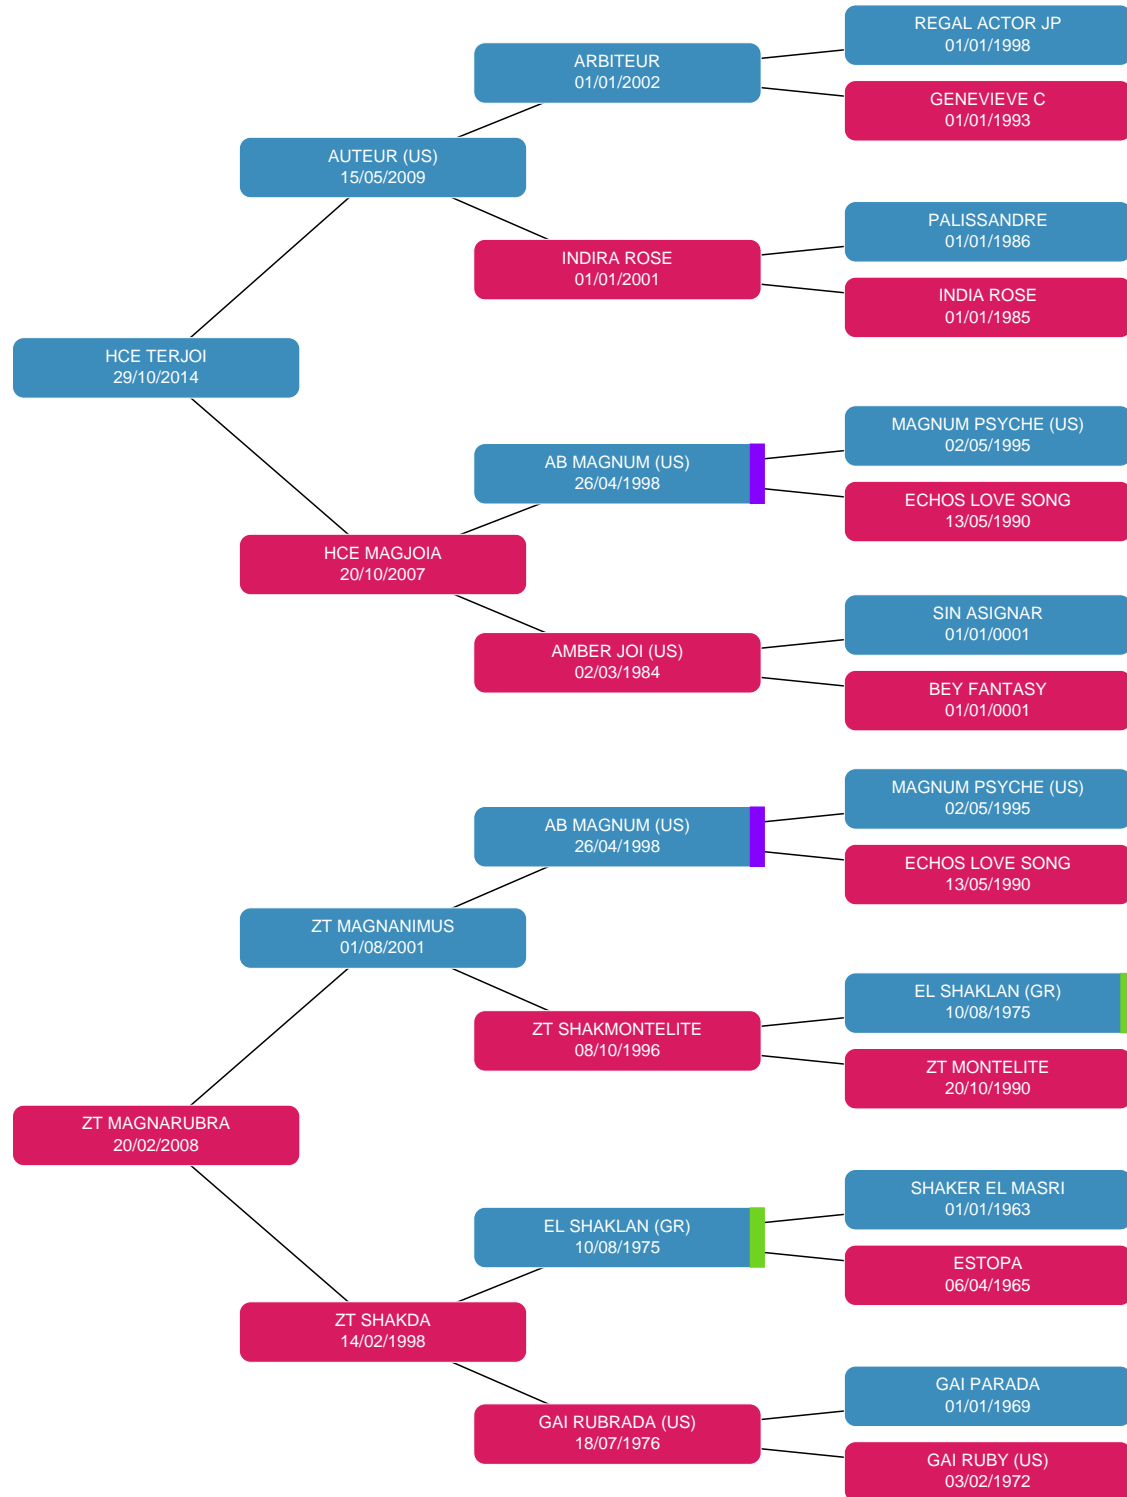 REGAL ACTOR JP
01/01/1998
ARBITEUR
01/01/2002
GENEVIEVE C
01/01/1993
AUTEUR (US)
15/05/2009
PALISSANDRE
01/01/1986
INDIRA ROSE
01/01/2001
INDIA ROSE
01/01/1985
HCE TERJOI
29/10/2014
MAGNUM PSYCHE (US)
02/05/1995
AB MAGNUM (US)
26/04/1998
ECHOS LOVE SONG
13/05/1990
HCE MAGJOIA
20/10/2007
SIN ASIGNAR
01/01/0001
AMBER JOI (US)
02/03/1984
BEY FANTASY
01/01/0001
MAGNUM PSYCHE (US)
02/05/1995
AB MAGNUM (US)
26/04/1998
ECHOS LOVE SONG
13/05/1990
ZT MAGNANIMUS
01/08/2001
EL SHAKLAN (GR)
10/08/1975
ZT SHAKMONTELITE
08/10/1996
ZT MONTELITE
20/10/1990
ZT MAGNARUBRA
20/02/2008
SHAKER EL MASRI
01/01/1963
EL SHAKLAN (GR)
10/08/1975
ESTOPA
06/04/1965
ZT SHAKDA
14/02/1998
GAI PARADA
01/01/1969
GAI RUBRADA (US)
18/07/1976
GAI RUBY (US)
03/02/1972